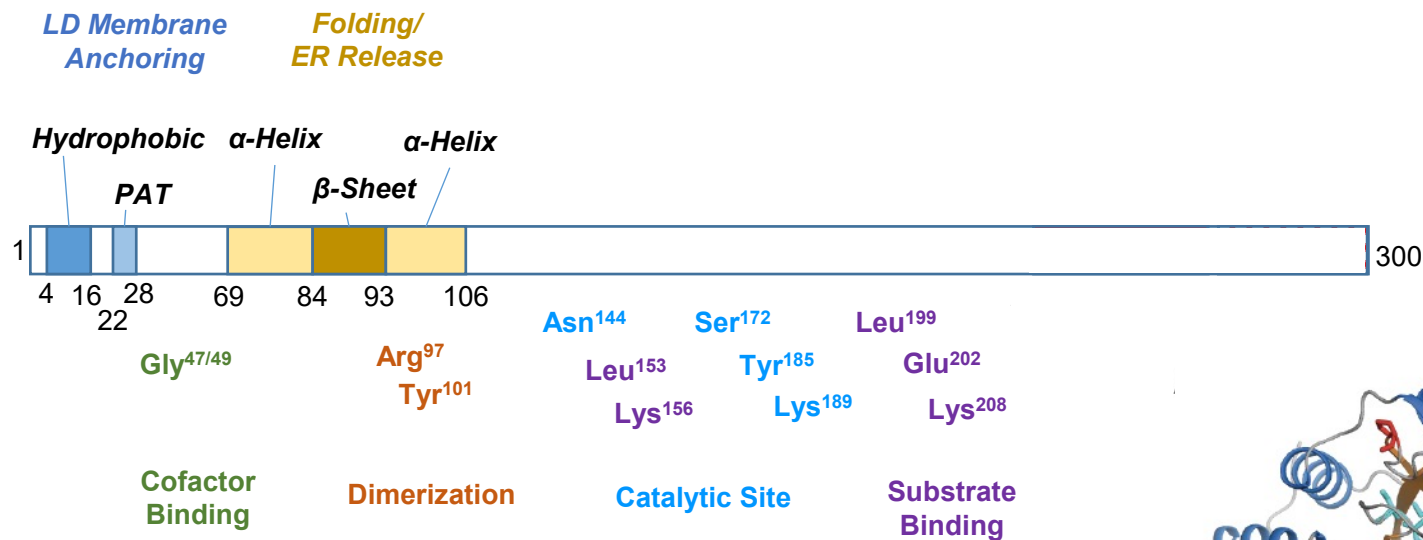 LD Membrane
Anchoring
Folding/
ER Release
Hydrophobic
α-Helix
α-Helix
PAT
β-Sheet
1
300
4
16
28
69
84
93
106
22
Asn144
Ser172
Leu199
Gly47/49
Arg97
Leu153
Tyr185
Glu202
Tyr101
Lys156
Lys189
Lys208
Cofactor
Binding
Dimerization
Catalytic Site
Substrate
Binding